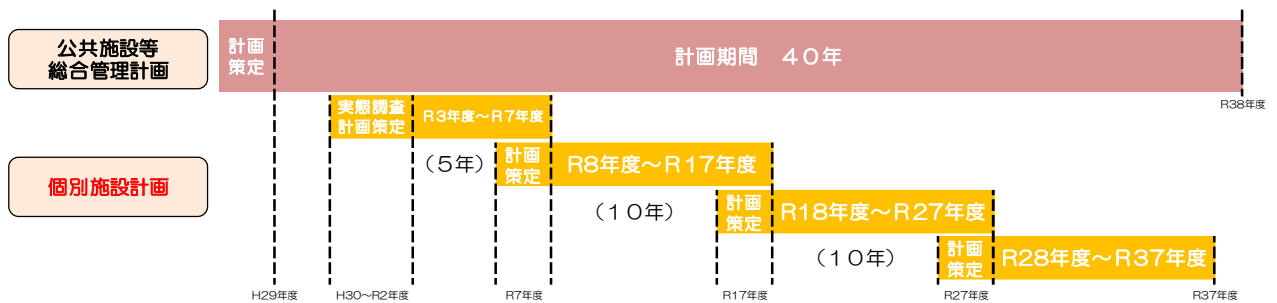 公共施設等
総合管理計画
計画
策定
計画期間　４０年
R38年度
実態調査
計画策定
R3年度～R7年度
個別施設計画
（５年）
計画
策定
R8年度～R17年度
（１０年）
計画
策定
R18年度～R27年度
（１０年）
計画
策定
R28年度～R37年度
H29年度
H30～R2年度
R7年度
R17年度
R27年度
R37年度